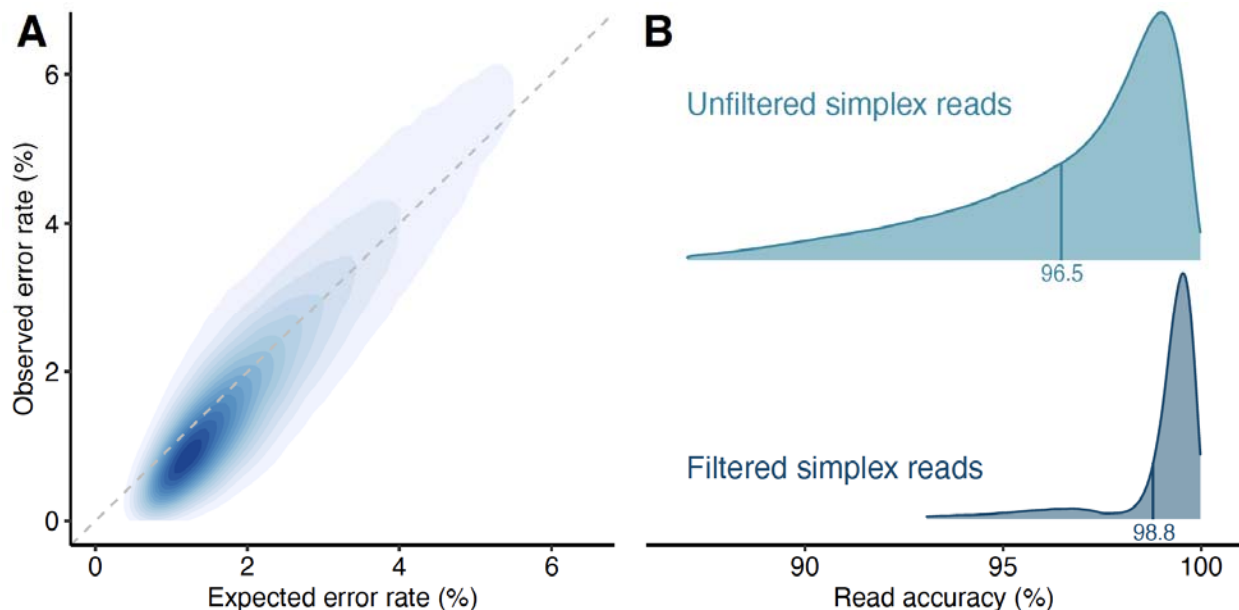 A
6
4
2
0
Observed error rate (%)
0 2 4 6
Expected error rate (%)
B
Unfiltered simplex reads
96.5
Filtered simplex reads
98.8
90 95 100
Read accuracy (%)